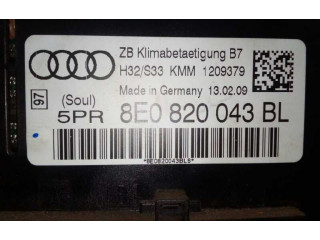 ZB Klimabetaetigung B7
H32/S33 KMM 1209379
Made in Germany 13.02.09
97
(Soul)
5PR 8E0 820 043 BL
*8E0820043BL5*